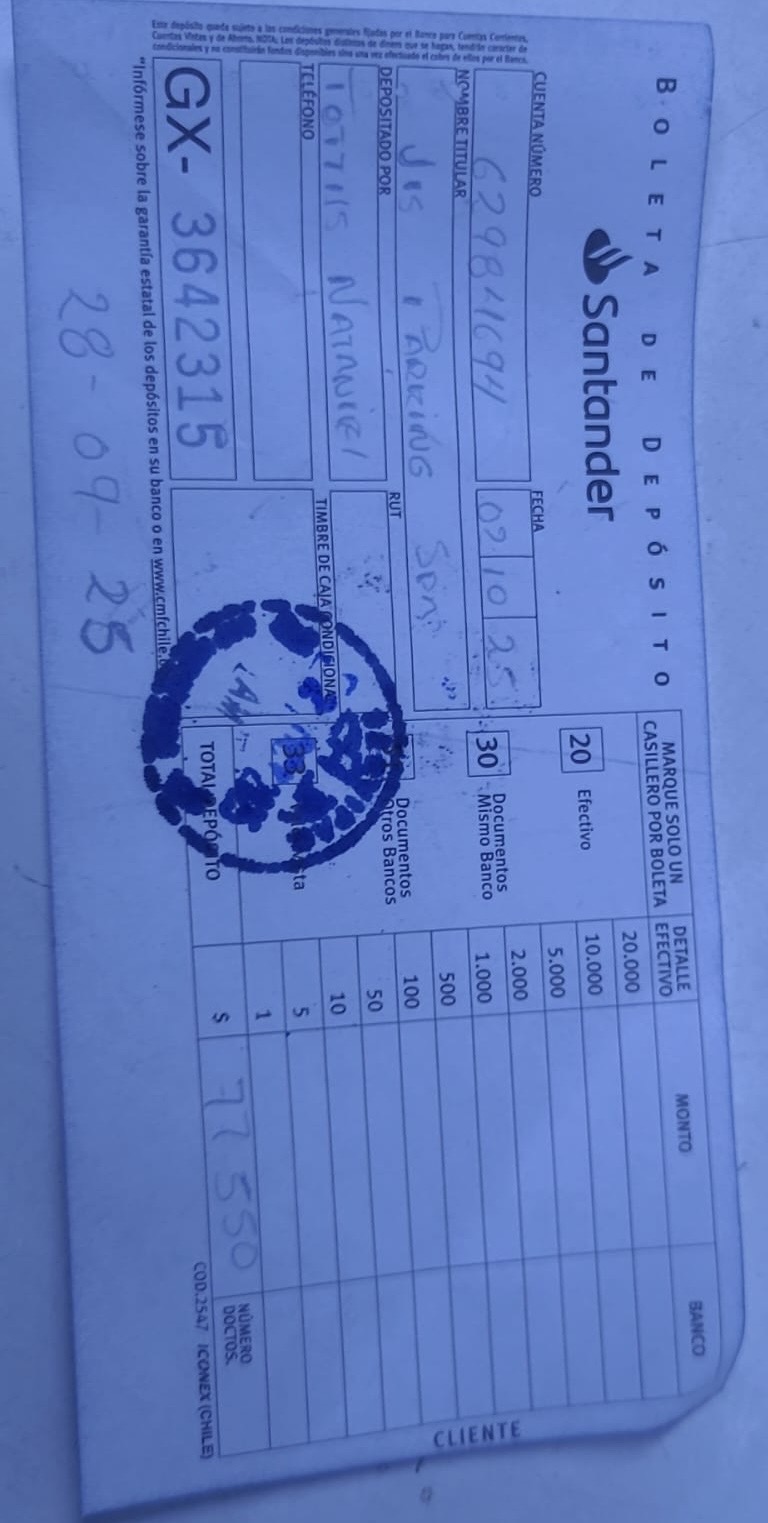 BOLETA DE DEPÓSITO
Santander
CUENTA NÚMERO
FECHA
10 25
NOMBRE TITULAR
PARKING
DEPOSITADO POR
RUT
NATANIEL
TELÉFONO
TIMBRE DE CAJA
GX- 3642315
Este depósito queda sujeto a las condiciones generales fijadas por el Banco para Cuentas Corrientes,
Cuentas Vistas y de Ahorro. NOTA: Los depósitos distintos de dinero que se hagan, tendrán carácter de
condicionales y no constituirán fondos disponibles sino una vez efectuado el cobro de ellos por el Banco.
"Infórmese sobre la garantía estatal de los depósitos en su banco o en www.cmfchile.
28-09-25
MARQUE SOLO UN
CASILLERO POR BOLETA
20 Efectivo
30 Documentos
Mismo Banco
Documentos
Otros Bancos
33
TOTAL DEPÓSITO
DETALLE
EFECTIVO
MONTO
BANCO
20.000
10.000
5.000
2.000
1.000
500
100
50
10
5
1
$ 77550
NÚMERO
DOCTOS.
COD.2547 ICONEX (CHILE)
CLIENTE